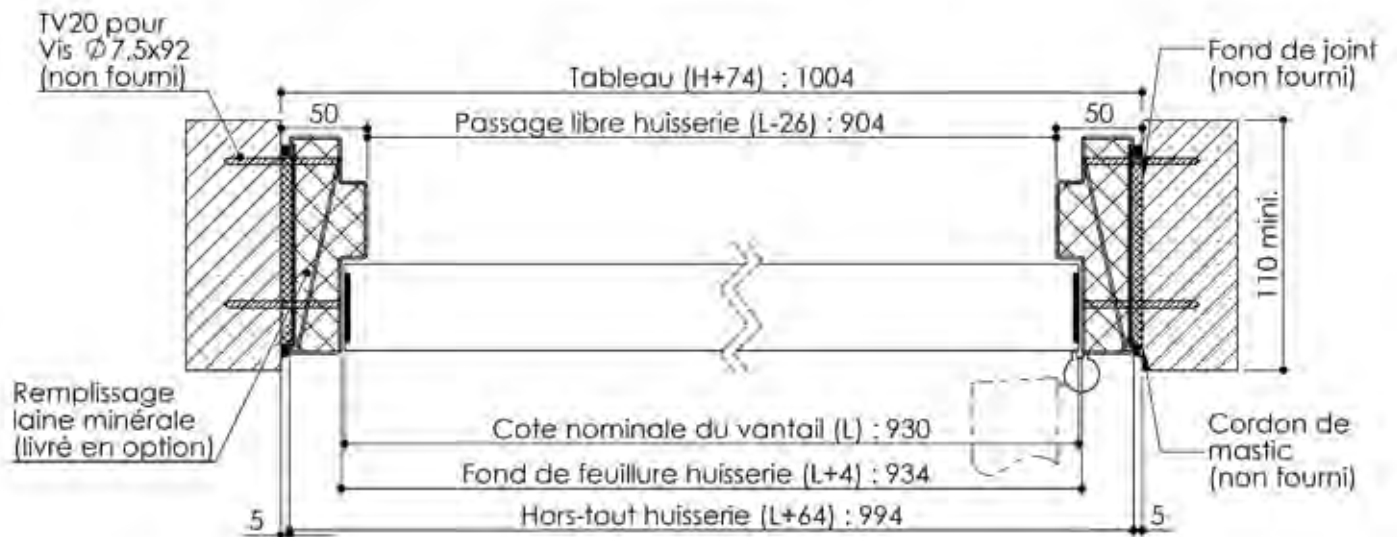 TV20 pour
Vis Ø7,5x92
(non fourni)
Tableau (H+74) : 1004
Fond de joint
(non fourni)
50
Passage libre huisserie (L-26) : 904
50
110 mini.
Remplissage
laine minérale
(livré en option)
Cote nominale du vantail (L) : 930
Cordon de
mastic
(non fourni)
Fond de feuillure huisserie (L+4) : 934
5
Hors-tout huisserie (L+64) : 994
5